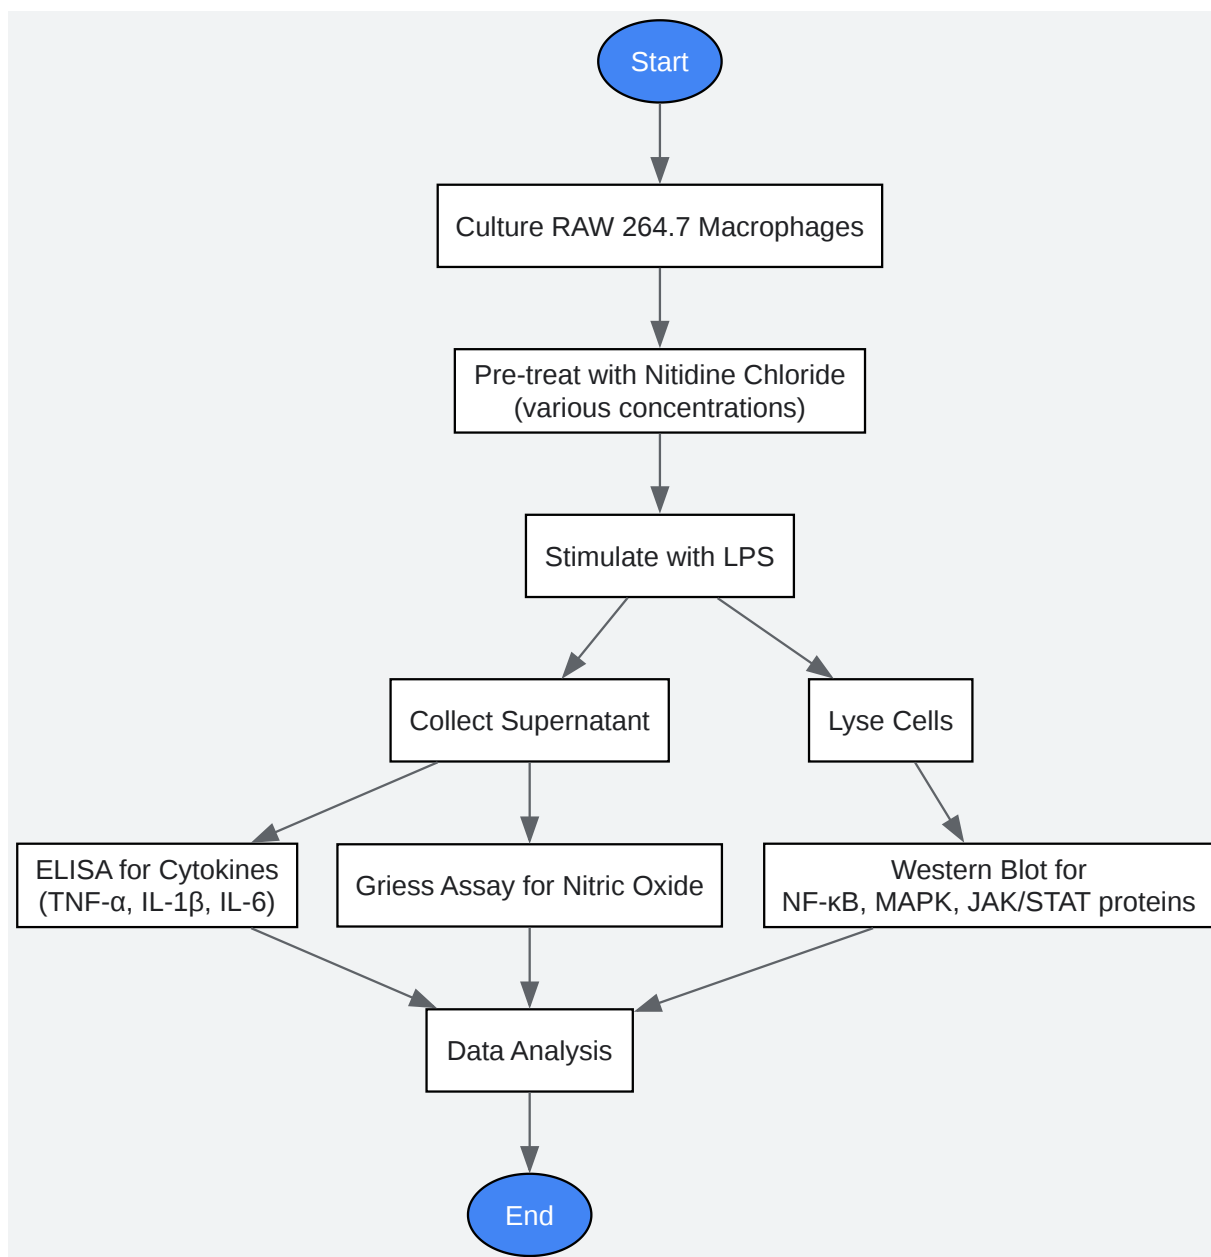 Start
Culture RAW 264.7 Macrophages
Pre-treat with Nitidine Chloride
(various concentrations)
Stimulate with LPS
Collect Supernatant
Lyse Cells
ELISA for Cytokines
(TNF-α, IL-1β, IL-6)
Griess Assay for Nitric Oxide
Western Blot for
NF-κB, MAPK, JAK/STAT proteins
Data Analysis
End